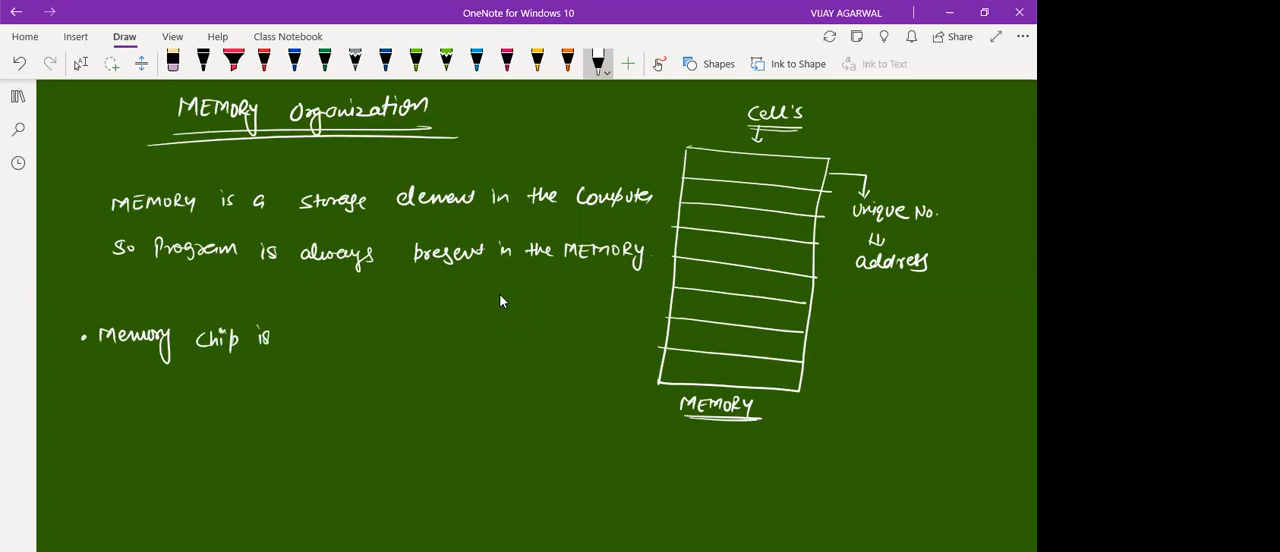 OneNote for Windows 10
VIJAY AGARWAL
Home Insert Draw View Help Class Notebook
Share
Shapes Ink to Shape Ink to Text
MEMORY Organization
MEMORY is a storage element in the Computer
So Program is always present in the MEMORY.
• Memory chip is
Cell's
Unique No.
address
MEMORY